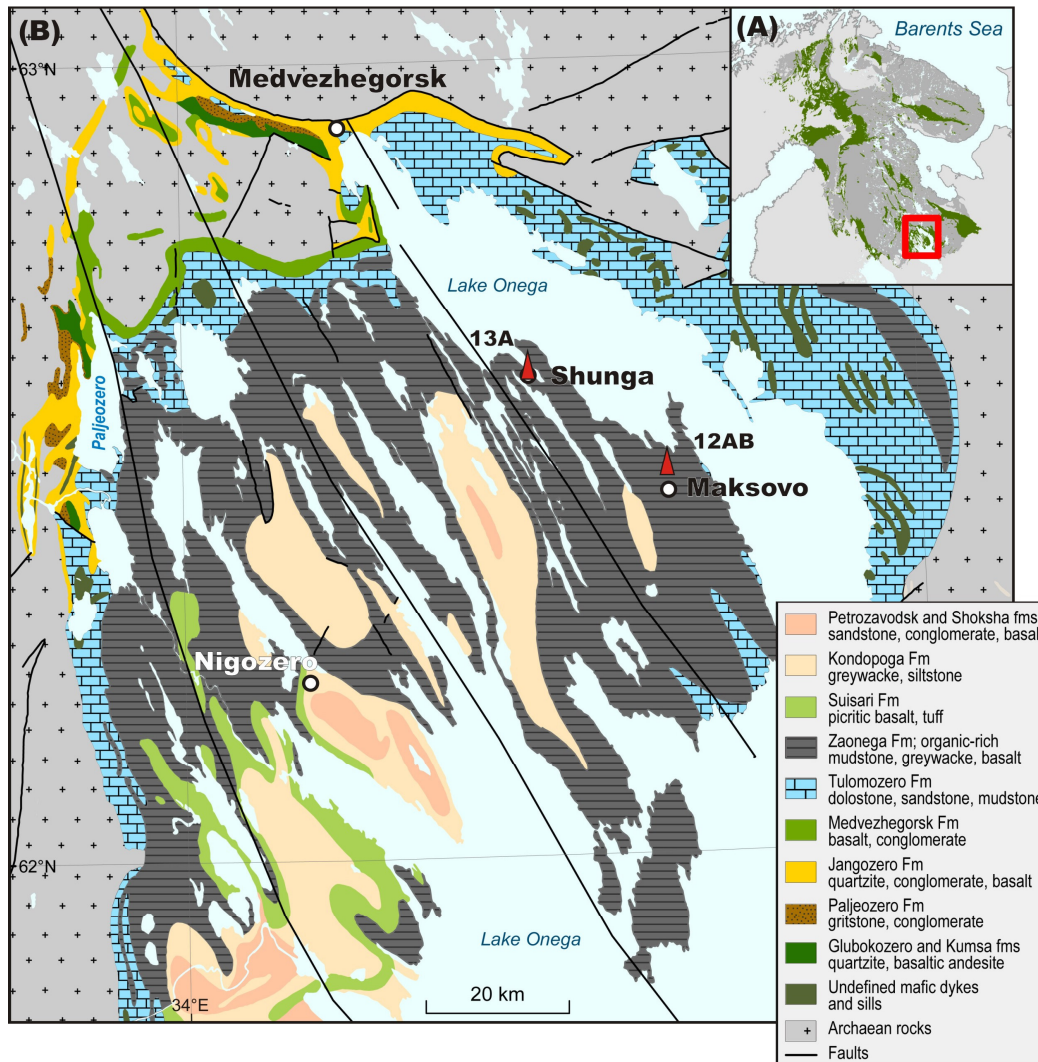 (B)
(A)
Barents Sea
63°N
Medvezhegorsk
Lake Onega
13A
Shunga
Paljeozero
12AB
Maksovo
Nigozero
62°N
Lake Onega
34°E
20 km
Petrozavodsk and Shoksha fms
sandstone, conglomerate, basalt
Kondopoga Fm
greywacke, siltstone
Suisari Fm
picritic basalt, tuff
Zaonega Fm; organic-rich
mudstone, greywacke, basalt
Tulomozero Fm
dolostone, sandstone, mudstone
Medvezhegorsk Fm
basalt, conglomerate
Jangozero Fm
quartzite, conglomerate, basalt
Paljeozero Fm
gritstone, conglomerate
Glubokozero and Kumsa fms
quartzite, basaltic andesite
Undefined mafic dykes
and sills
Archaean rocks
Faults